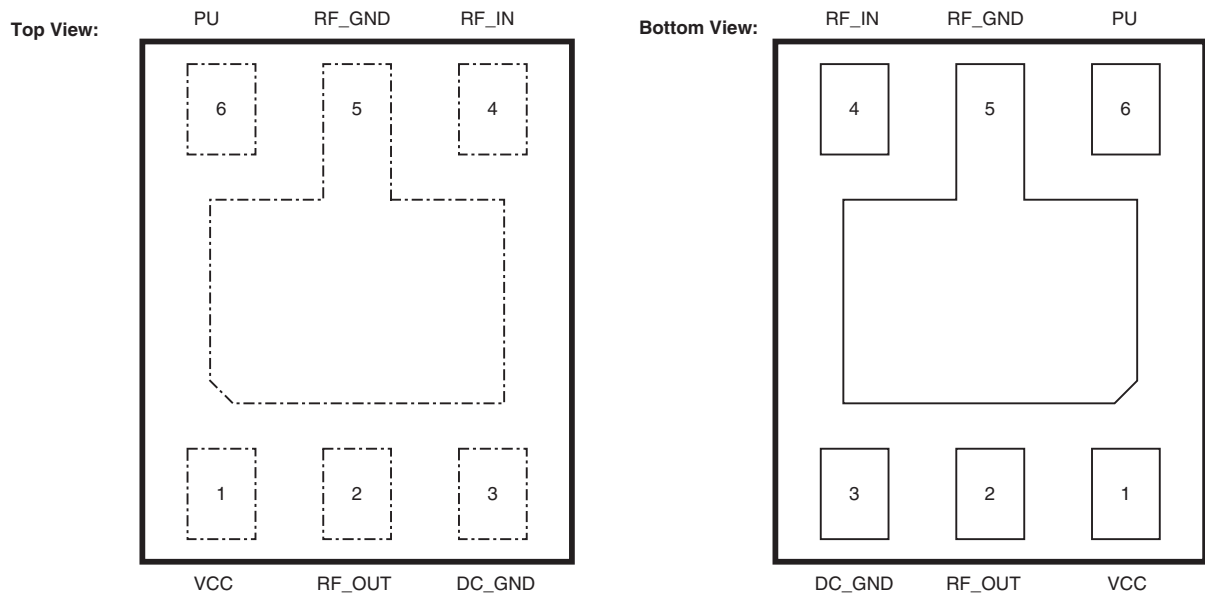 Top View:
PU RF_GND RF_IN
6 5 4
1 2 3
VCC RF_OUT DC_GND
Bottom View:
RF_IN RF_GND PU
4 5 6
3 2 1
DC_GND RF_OUT VCC